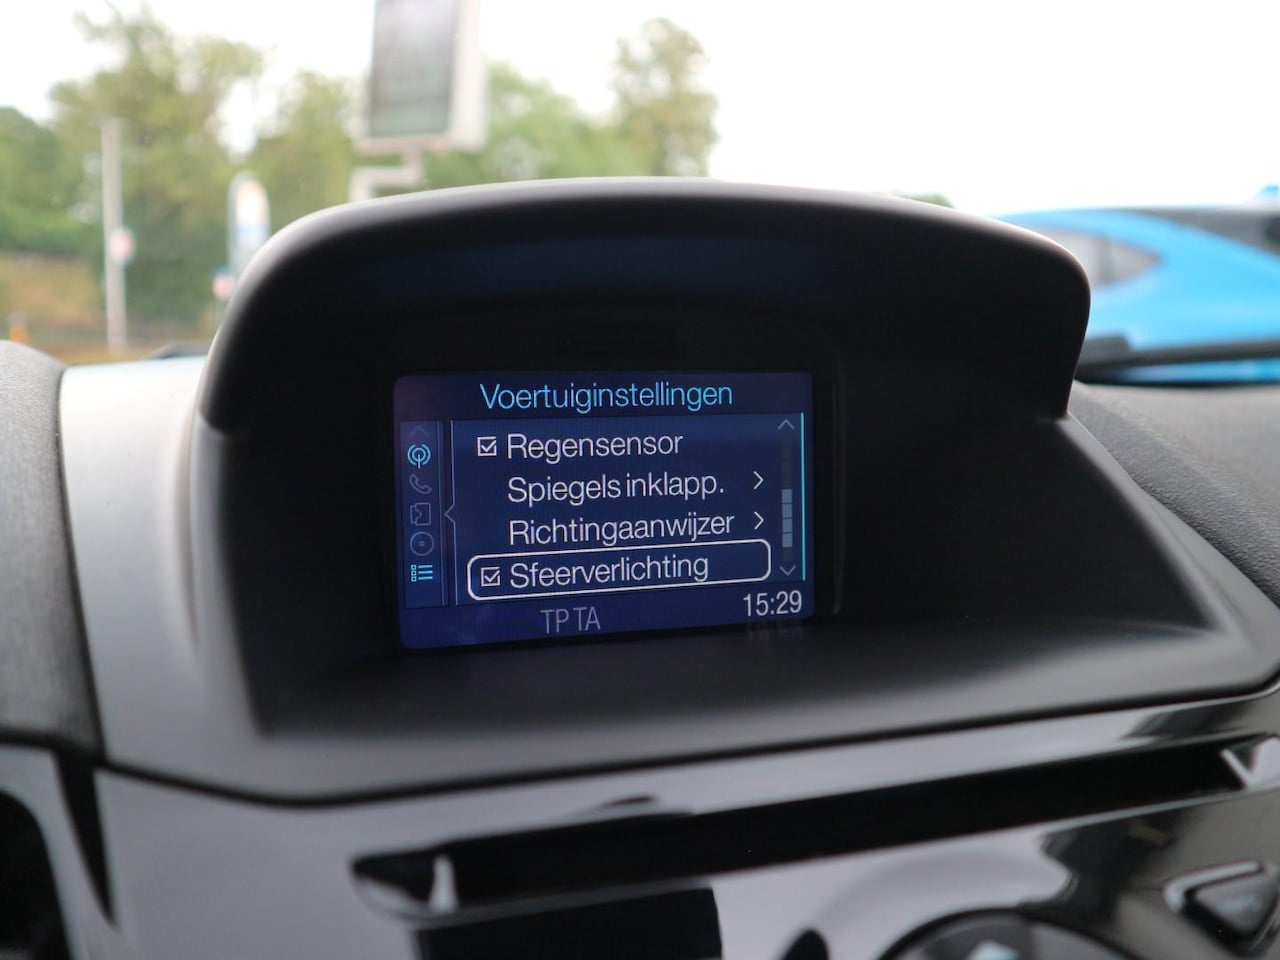 Voertuiginstellingen
Regensensor
Spiegels inklapp.
Richtingaanwijzer
Sfeerverlichting
TP TA
15:29